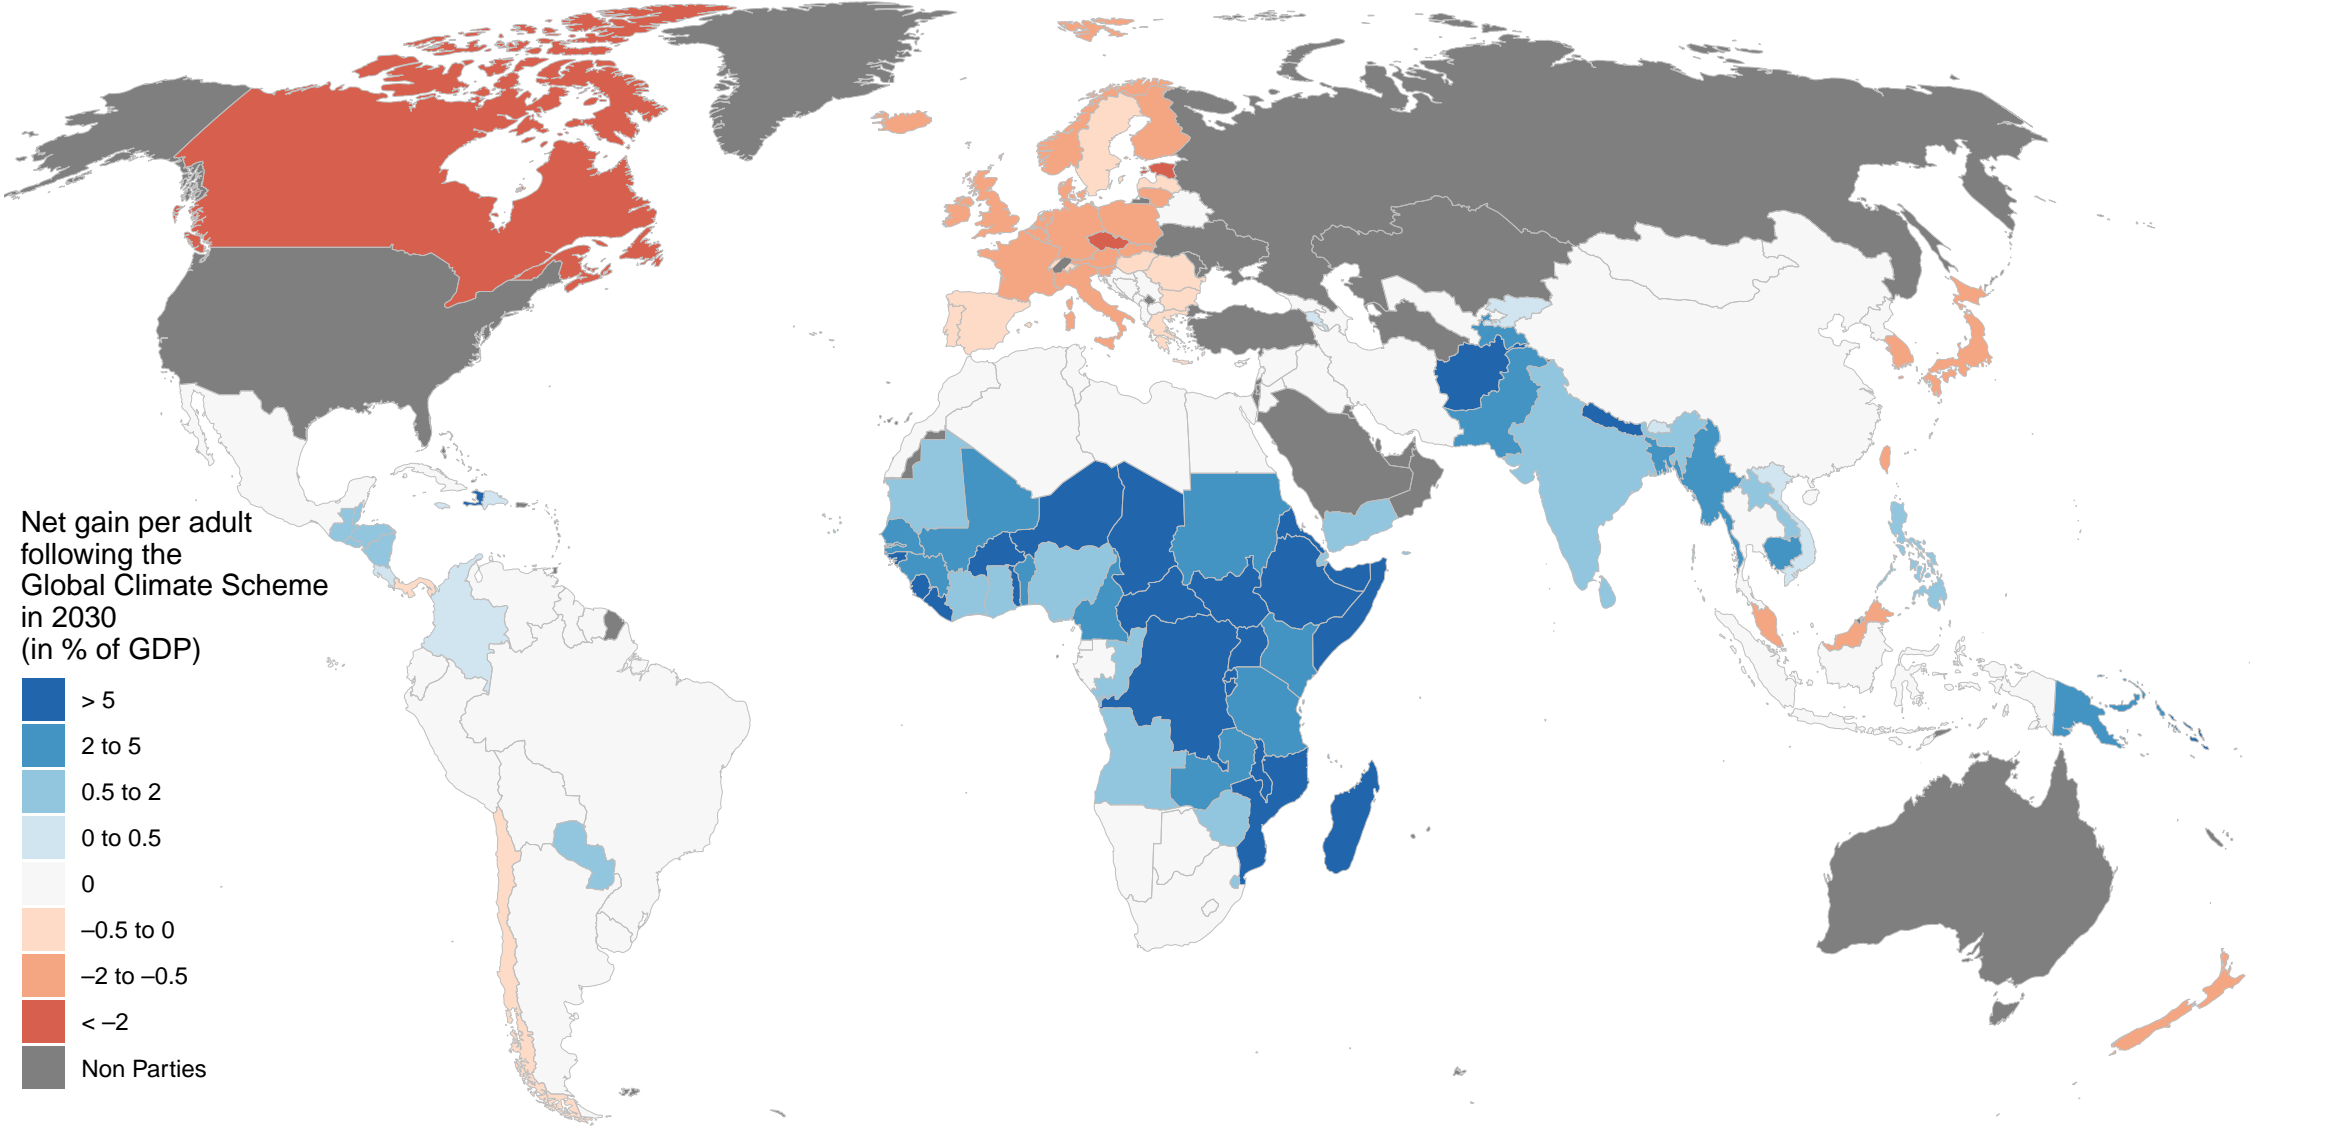 Net gain per adult
following the
Global Climate Scheme
in 2030
(in % of GDP)
> 5
2 to 5
0.5 to 2
0 to 0.5
0
–0.5 to 0
–2 to –0.5
< –2
Non Parties